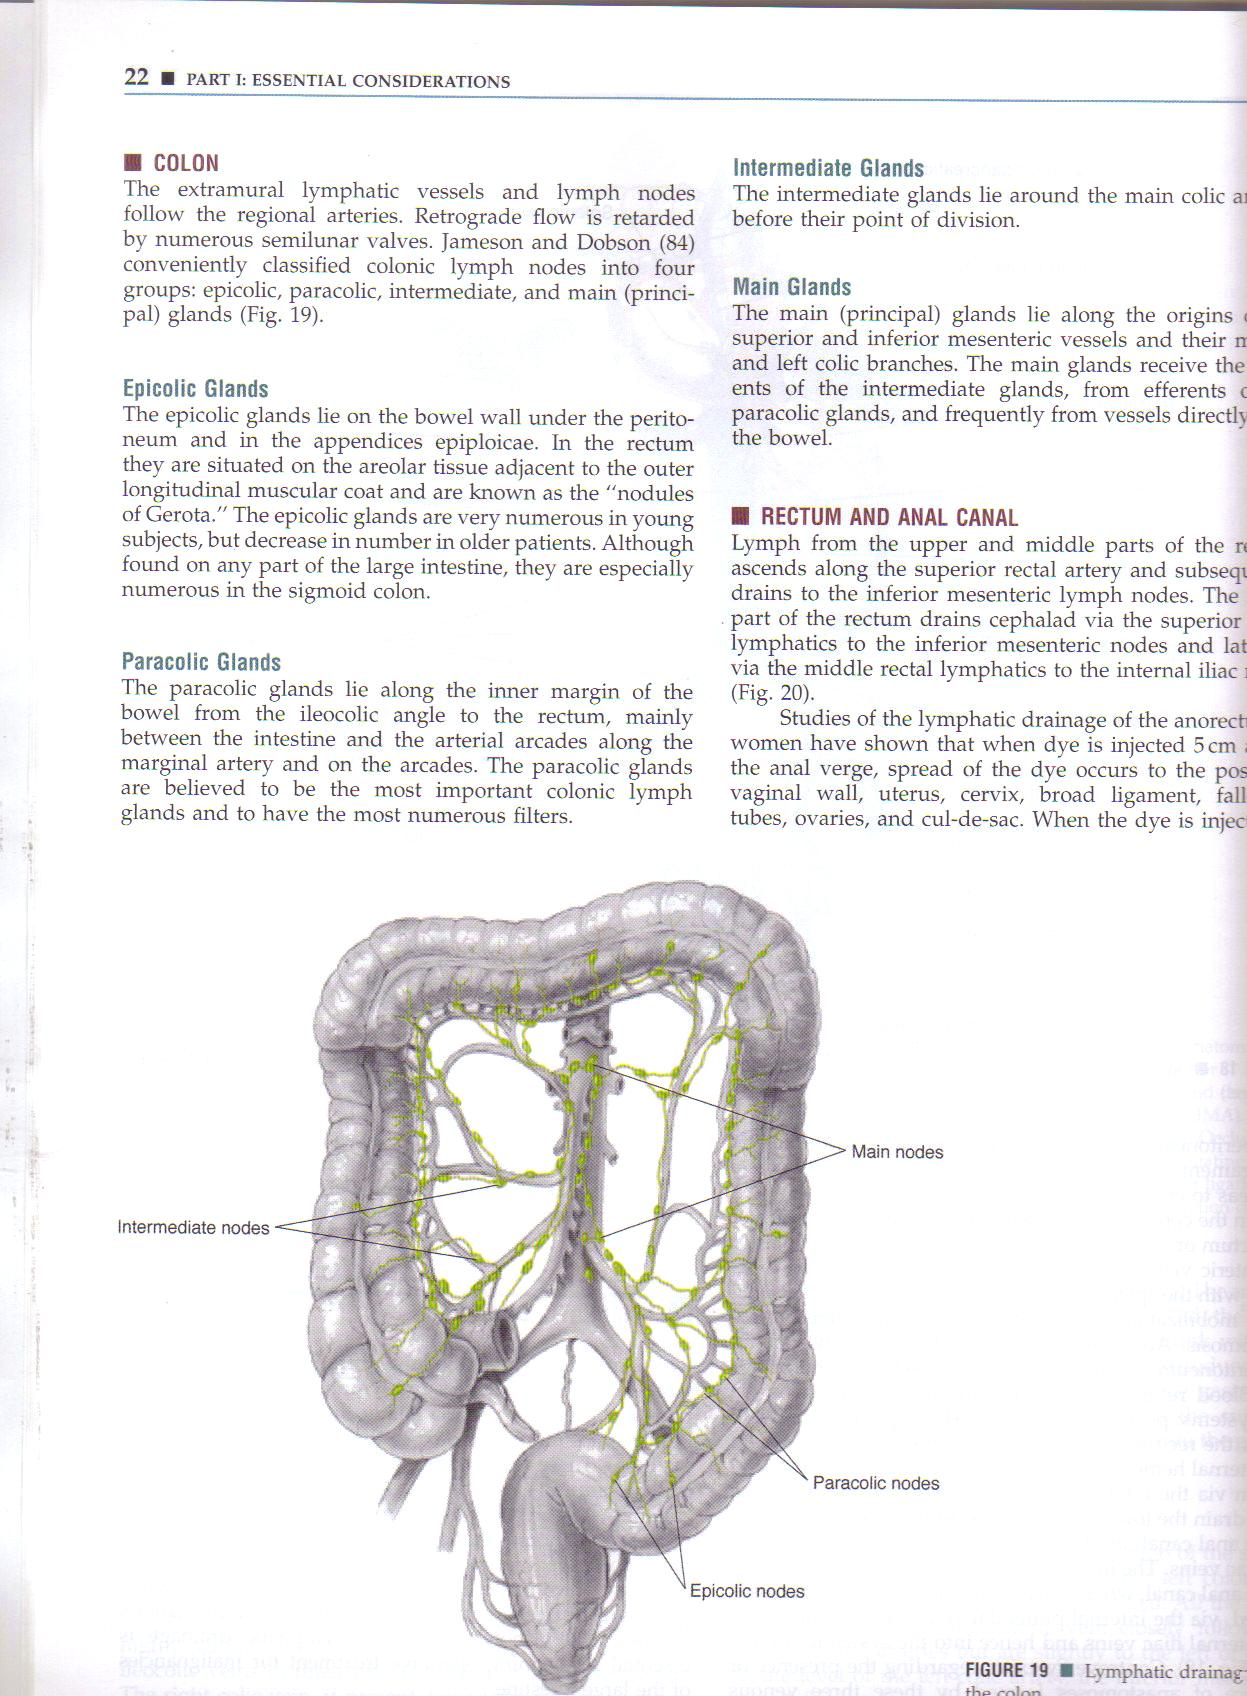 22 ■ PART I: ESSENTIAL CONSIDERATIONS
■ COLON
The extramural lymphatic vessels and lymph nodes
follow the regional arteries. Retrograde flow is retarded
by numerous semilunar valves. Jameson and Dobson (84)
conveniently classified colonic lymph nodes into four
groups: epicolic, paracolic, intermediate, and main (princi-
pal) glands (Fig. 19).
Epicolic Glands
The epicolic glands lie on the bowel wall under the perito-
neum and in the appendices epiploicae. In the rectum
they are situated on the areolar tissue adjacent to the outer
longitudinal muscular coat and are known as the “nodules
of Gerota.” The epicolic glands are very numerous in young
subjects, but decrease in number in older patients. Although
found on any part of the large intestine, they are especially
numerous in the sigmoid colon.
Paracolic Glands
The paracolic glands lie along the inner margin of the
bowel from the ileocolic angle to the rectum, mainly
between the intestine and the arterial arcades along the
marginal artery and on the arcades. The paracolic glands
are believed to be the most important colonic lymph
glands and to have the most numerous filters.
Intermediate Glands
The intermediate glands lie around the main colic
before their point of division.
Main Glands
The main (principal) glands lie along the origins
superior and inferior mesenteric vessels and their
and left colic branches. The main glands receive the
ents of the intermediate glands, from efferents
paracolic glands, and frequently from vessels directly
the bowel.
■ RECTUM AND ANAL CANAL
Lymph from the upper and middle parts of the
ascends along the superior rectal artery and subsequ
drains to the inferior mesenteric lymph nodes. The
part of the rectum drains cephalad via the superior
lymphatics to the inferior mesenteric nodes and lat
via the middle rectal lymphatics to the internal iliac
(Fig. 20).
Studies of the lymphatic drainage of the anorect
women have shown that when dye is injected 5 cm
the anal verge, spread of the dye occurs to the pos
vaginal wall, uterus, cervix, broad ligament, fall
tubes, ovaries, and cul-de-sac. When the dye is injec
Main nodes
Intermediate nodes
Paracolic nodes
Epicolic nodes
FIGURE 19 ■ Lymphatic drainag
the colon.